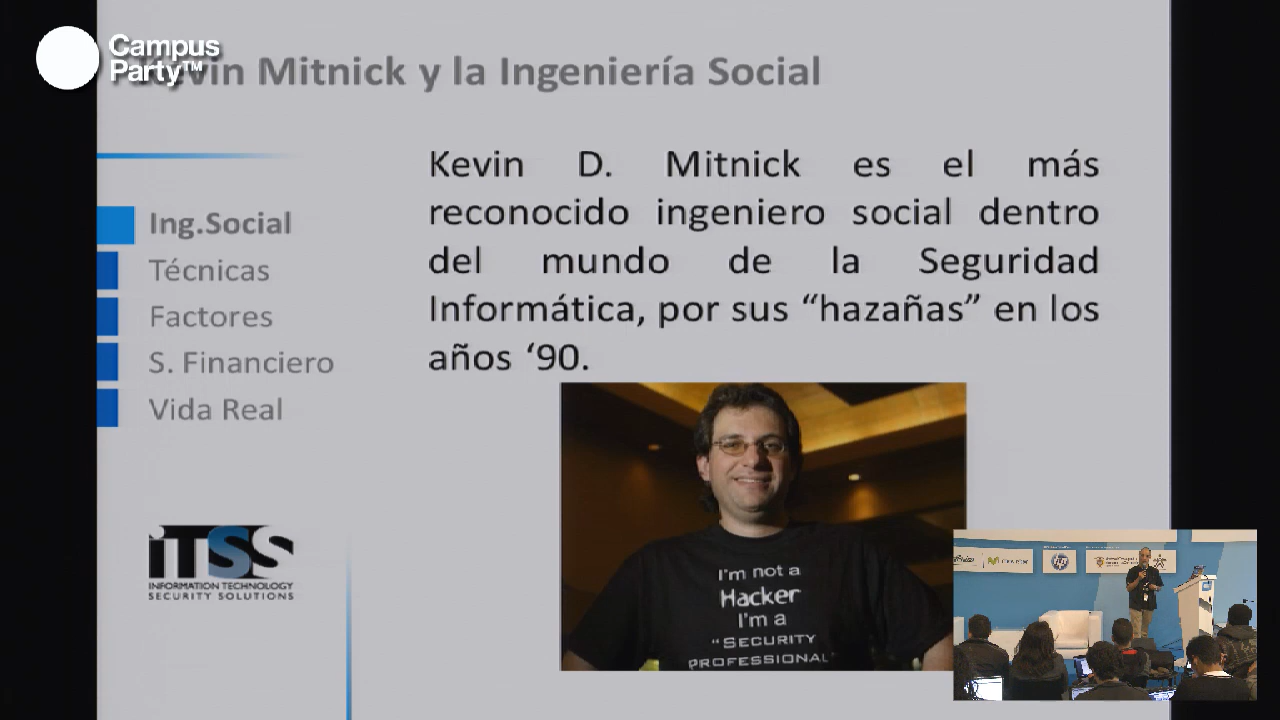 Campus
Party™
Kevin Mitnick y la Ingeniería Social
Kevin D. Mitnick es el más
reconocido ingeniero social dentro
del mundo de la Seguridad
Informática, por sus “hazañas” en los
años ‘90.
Ing.Social
Técnicas
Factores
S. Financiero
Vida Real
iTSS
INFORMATION TECHNOLOGY
SECURITY SOLUTIONS
I'm not a
Hacker
I'm a
"SECURITY
PROFESSIONAL"
hp